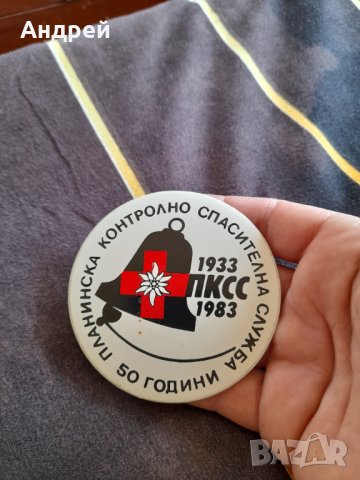 Андрей
ПЛАНИНСКА КОНТРОЛНО СПАСИТЕЛНА СЛУЖБА
1933
ПКСС
1983
50 ГОДИНИ
BAZAR